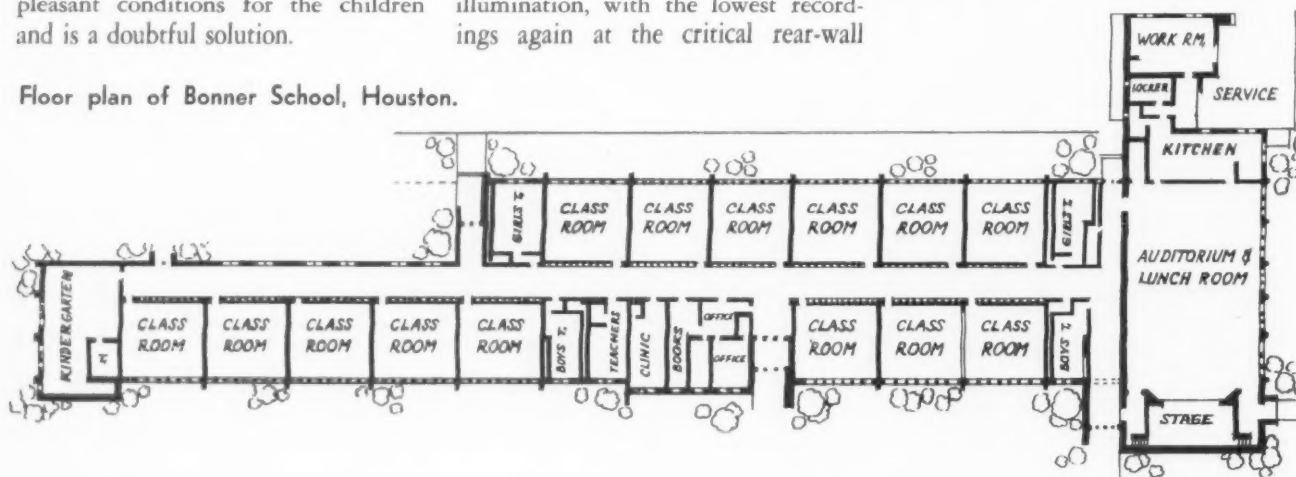 pleasant conditions for the children
and is a doubtful solution.
illumination, with the lowest record-
ings again at the critical rear-wall
Floor plan of Bonner School, Houston.
WORK RM,
LOCKER
SERVICE
KITCHEN
GIRLS T.
CLASS
ROOM
CLASS
ROOM
CLASS
ROOM
CLASS
ROOM
CLASS
ROOM
CLASS
ROOM
GIRLS T.
AUDITORIUM &
LUNCH ROOM
KINDERGARTEN
T.
CLASS
ROOM
CLASS
ROOM
CLASS
ROOM
CLASS
ROOM
CLASS
ROOM
BOYS T.
TEACHERS
CLINIC
BOOKS
OFFICE
OFFICE
CLASS
ROOM
CLASS
ROOM
CLASS
ROOM
BOYS T.
STAGE